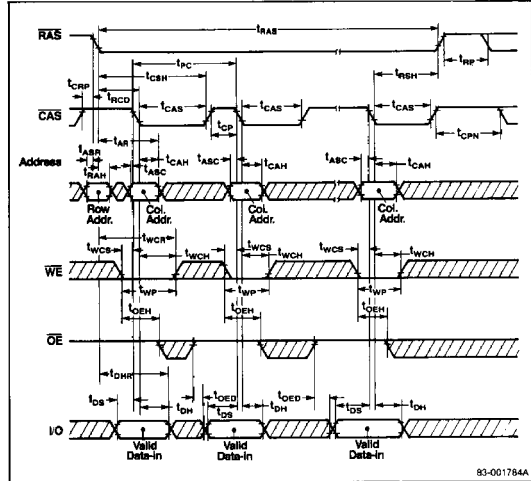 RAS
tRAS
tRP
tPC
tCSH
tRSH
tCRP
tRCD
CAS
tCAS
tCAS
tCAS
tCP
tCPN
tAR
tASR
tRAH
tASC
tCAH
tASC
tCAH
tASC
tCAH
Address
Row Addr.
Col. Addr.
Col. Addr.
Col. Addr.
tWCR
tWCS
tWCH
tWCS
tWCH
tWCS
tWCH
WE
tWP
tWP
tWP
tOEH
tOEH
tOEH
OE
tDHR
tOED
tOED
tDS
tDH
tDS
tDH
tDS
tDH
I/O
Valid Data-in
Valid Data-in
Valid Data-in
83-001784A